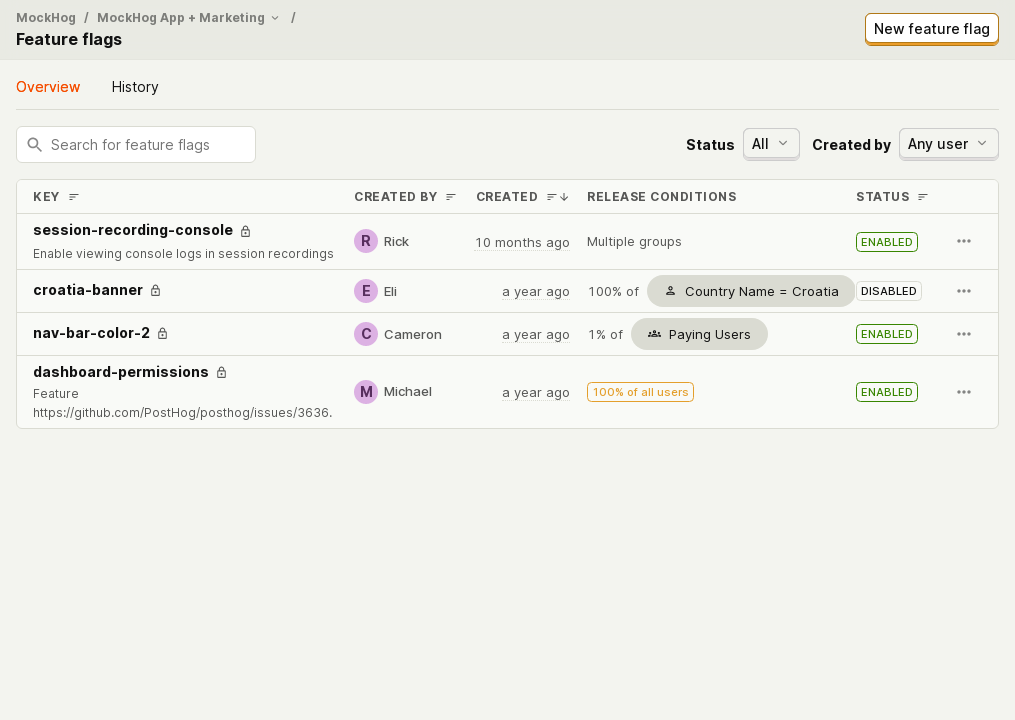 MockHog / MockHog App + Marketing /
Feature flags
New feature flag
Overview History
Search for feature flags
Status All Created by Any user
KEY CREATED BY CREATED RELEASE CONDITIONS STATUS
session-recording-console
Enable viewing console logs in session recordings
R Rick 10 months ago Multiple groups ENABLED
croatia-banner E Eli a year ago 100% of Country Name = Croatia DISABLED
nav-bar-color-2 C Cameron a year ago 1% of Paying Users ENABLED
dashboard-permissions
Feature
https://github.com/PostHog/posthog/issues/3636.
M Michael a year ago 100% of all users ENABLED